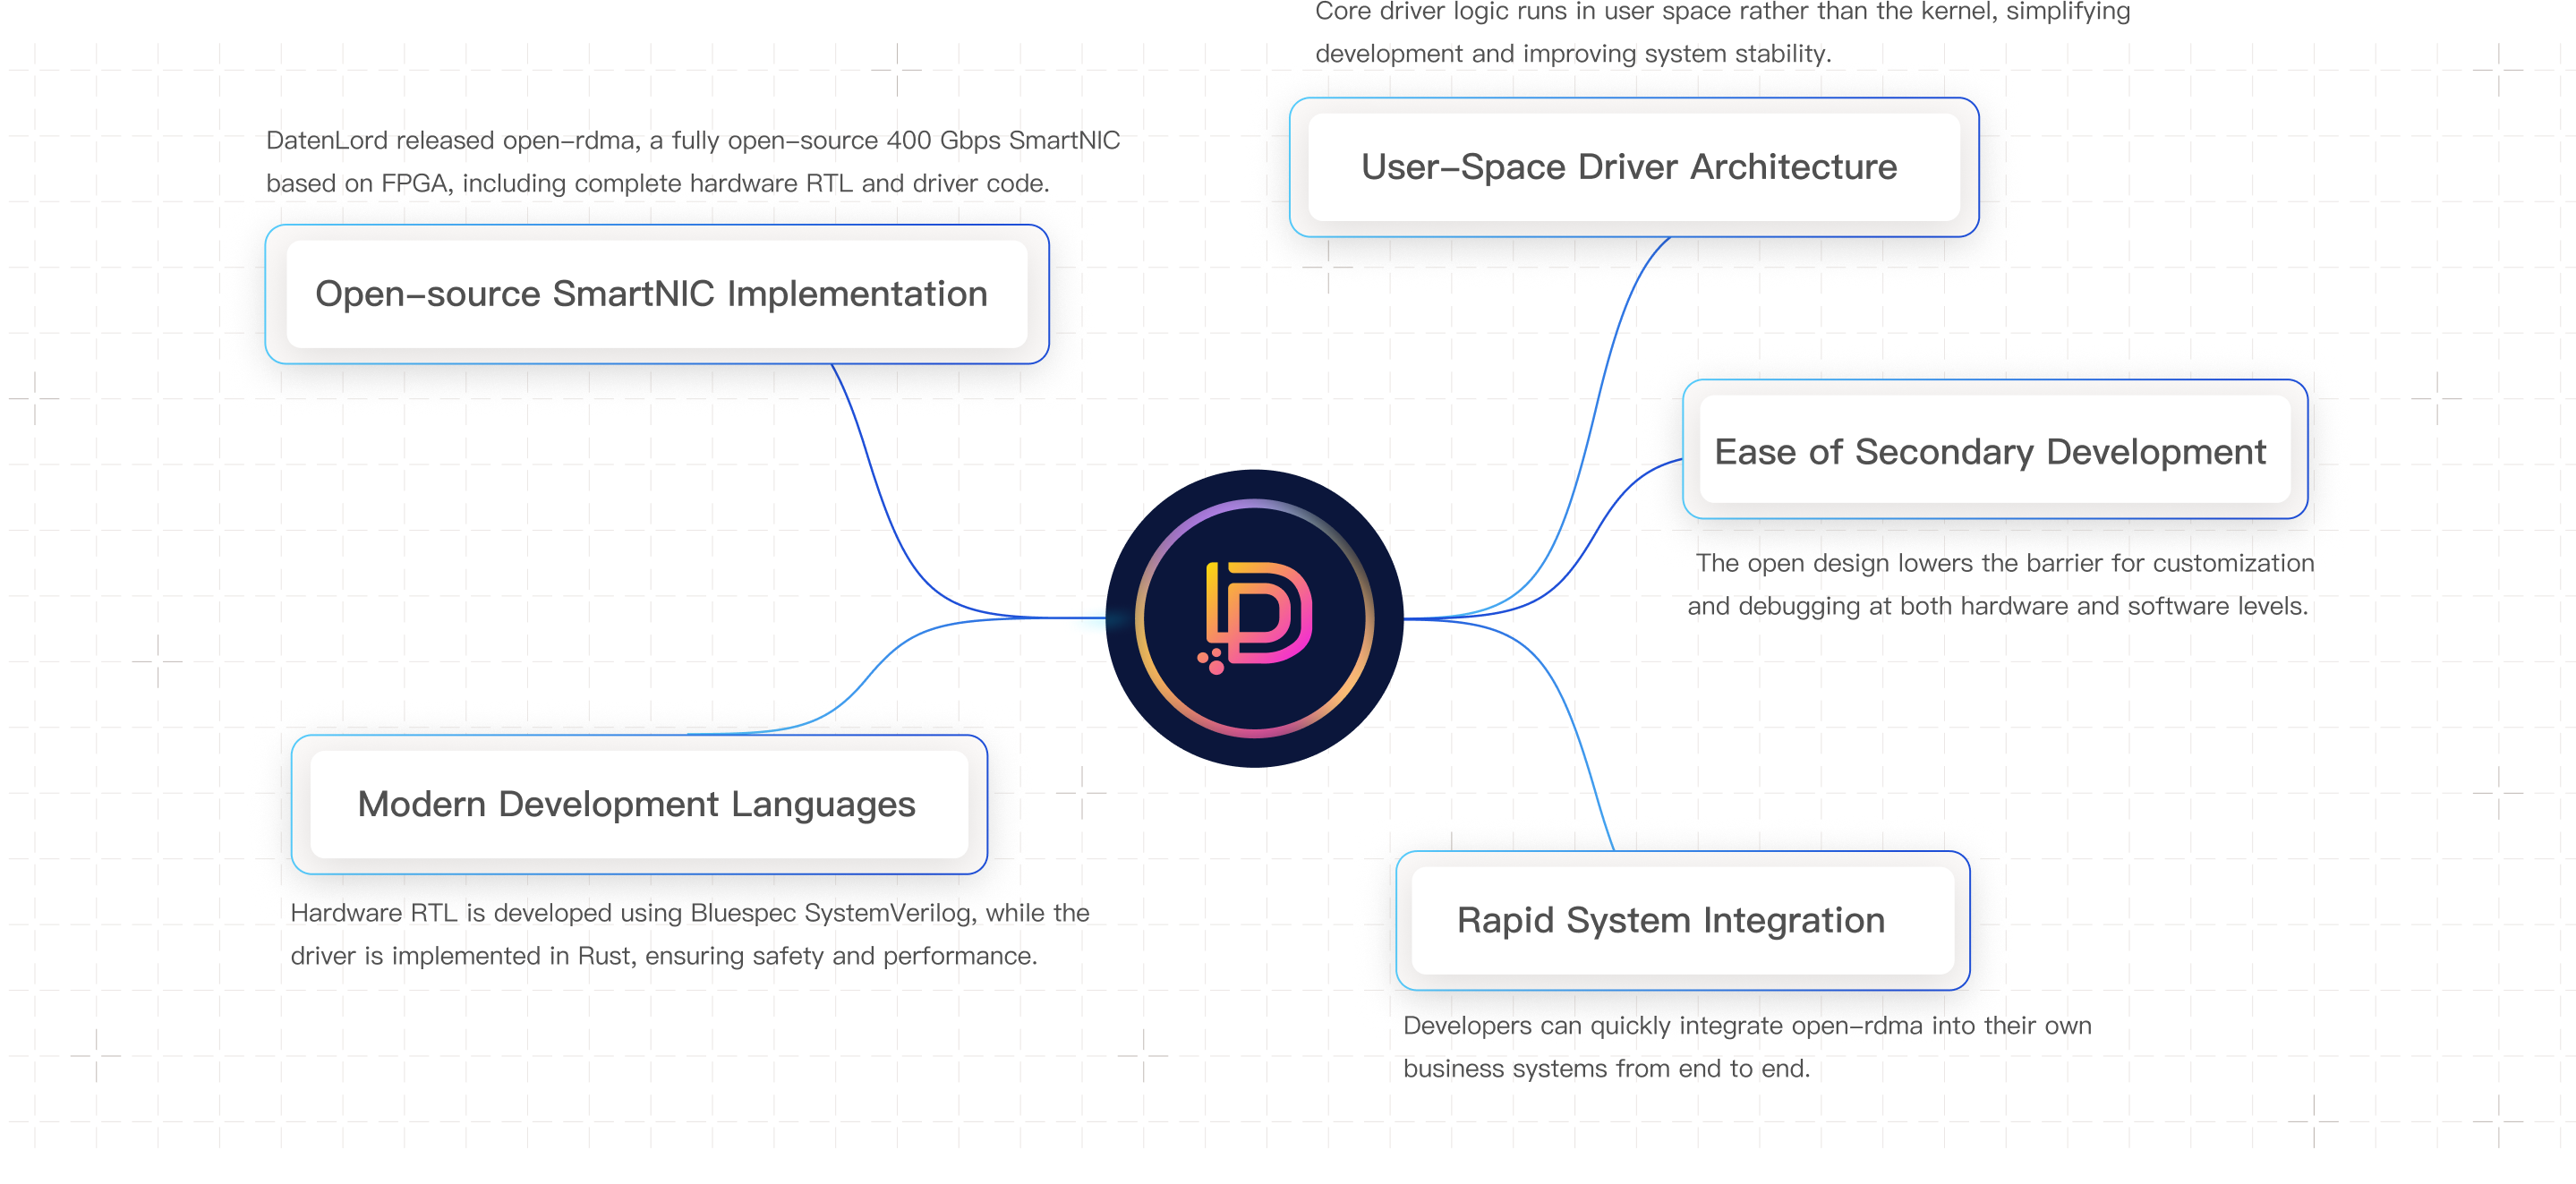 Core driver logic runs in user space rather than the kernel, simplifying
development and improving system stability.
User-Space Driver Architecture
DatenLord released open-rdma, a fully open-source 400 Gbps SmartNIC
based on FPGA, including complete hardware RTL and driver code.
Open-source SmartNIC Implementation
Ease of Secondary Development
The open design lowers the barrier for customization
and debugging at both hardware and software levels.
Modern Development Languages
Hardware RTL is developed using Bluespec SystemVerilog, while the
driver is implemented in Rust, ensuring safety and performance.
Rapid System Integration
Developers can quickly integrate open-rdma into their own
business systems from end to end.